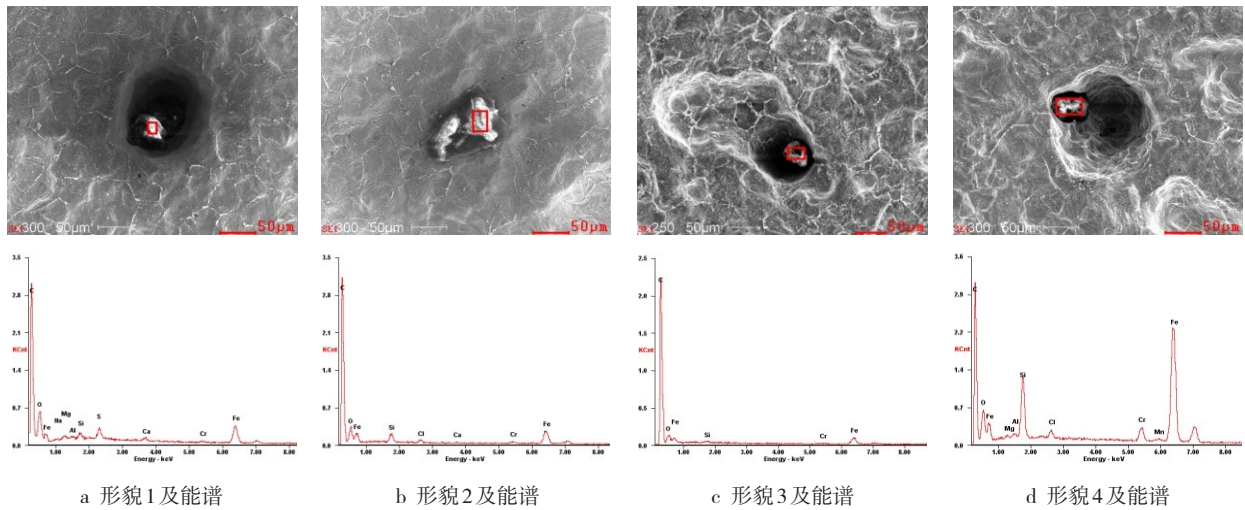 SEI 300 50μm 50μm
SEI 300 50μm 50μm
SEI 250 50μm 50μm
SEI 300 50μm 50μm
3.6
2.8
2.1
KCnt
1.4
0.7
0.0
C
O
Fe
Na
Mg
Al
Si
S
Ca
Cr
Fe
1.00 2.00 3.00 4.00 5.00 6.00 7.00 8.00
Energy - keV
3.5
2.8
2.1
KCnt
1.4
0.7
0.0
C
O
Fe
Si
Cl
Ca
Cr
Fe
1.00 2.00 3.00 4.00 5.00 6.00 7.00 8.00
Energy - keV
2.5
2.0
1.5
KCnt
1.0
0.5
0.0
C
O
Fe
Si
Cr
Fe
1.00 2.00 3.00 4.00 5.00 6.00 7.00 8.00
Energy - keV
3.6
2.9
2.2
KCnt
1.4
0.7
0.0
C
O
Fe
Mg
Al
Si
Cl
Cr
Mn
Fe
1.00 2.00 3.00 4.00 5.00 6.00 7.00 8.00
Energy - keV
a 形貌1及能谱
b 形貌2及能谱
c 形貌3及能谱
d 形貌4及能谱